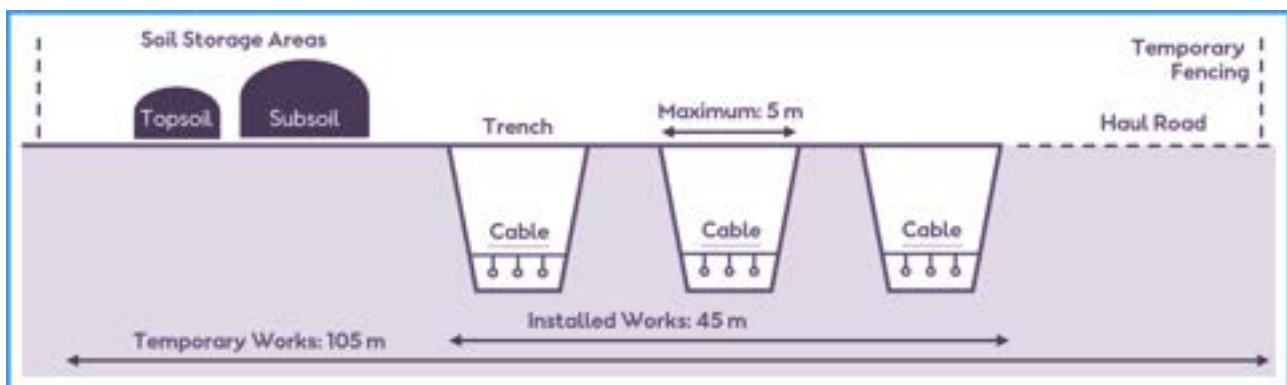 Soil Storage Areas
Temporary
Fencing
Topsoil
Subsoil
Trench
Maximum: 5 m
Haul Road
Cable
Cable
Cable
Installed Works: 45 m
Temporary Works: 105 m